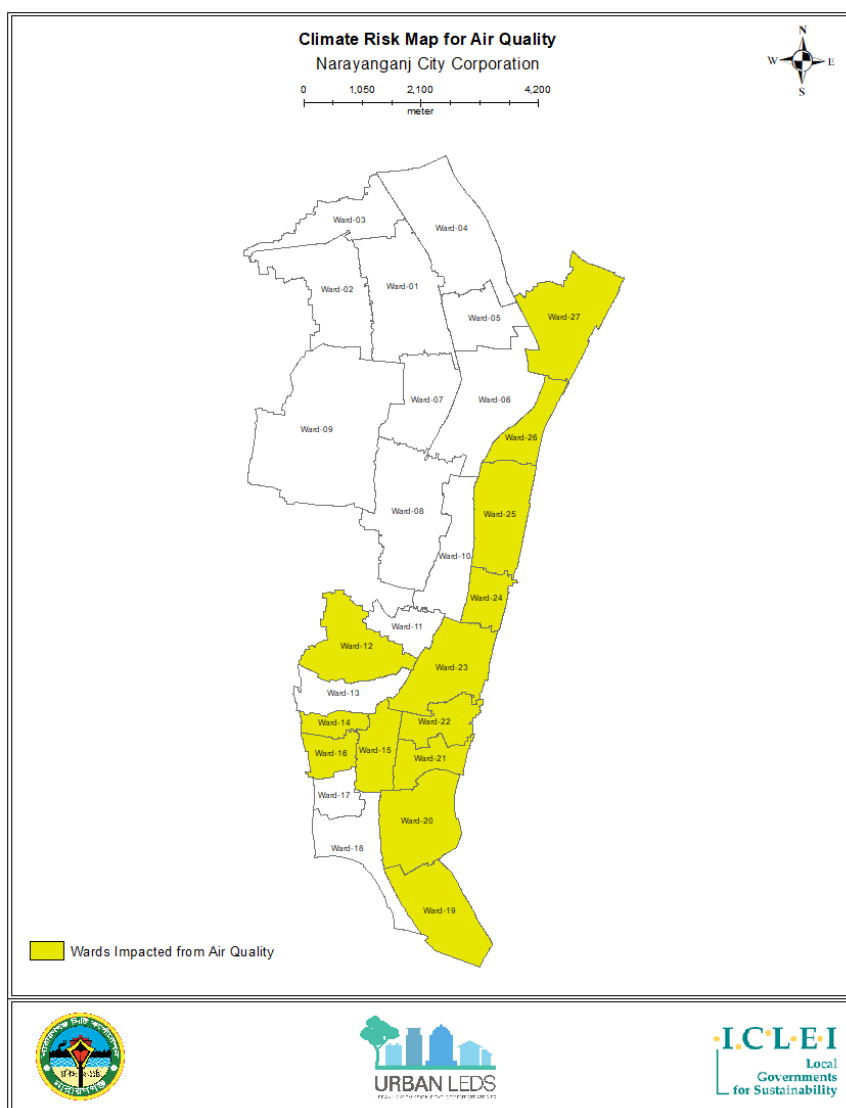 Climate Risk Map for Air Quality
Narayanganj City Corporation
N
W
E
S
0 1,050 2,100 4,200
meter
Ward-03
Ward-04
Ward-02
Ward-01
Ward-05
Ward-27
Ward-07
Ward-06
Ward-09
Ward-26
Ward-08
Ward-25
Ward-10
Ward-24
Ward-11
Ward-12
Ward-23
Ward-13
Ward-14
Ward-22
Ward-16
Ward-15
Ward-21
Ward-17
Ward-20
Ward-18
Ward-19
Wards Impacted from Air Quality
URBAN LEDS
I.C.L.E.I
Local
Governments
for Sustainability